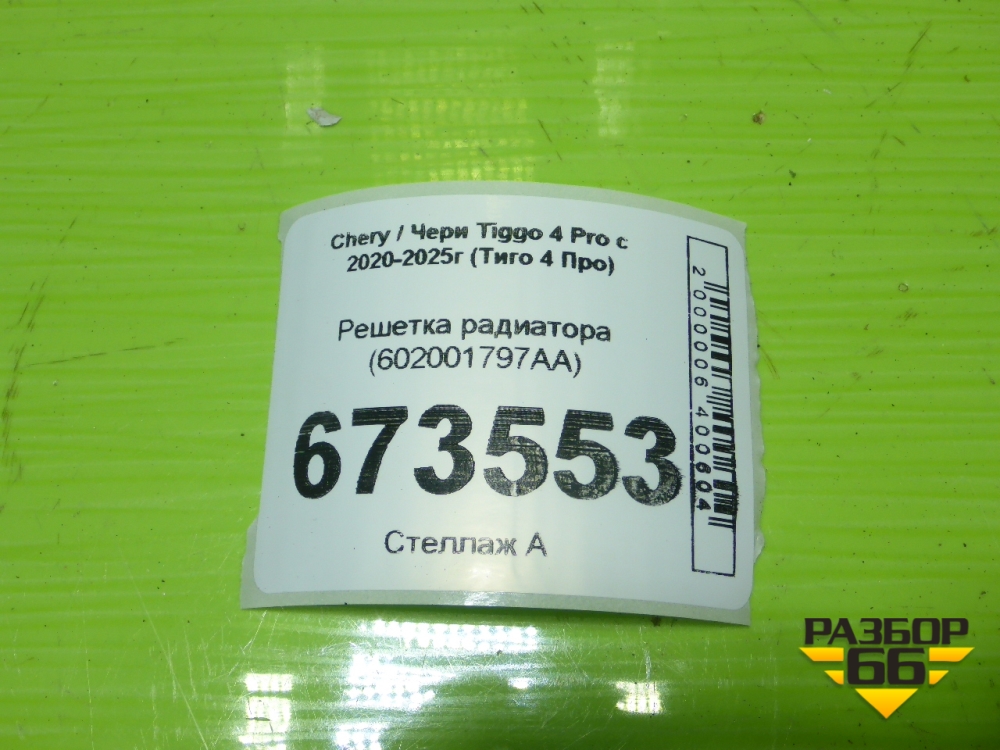 Chery / Чери Tiggo 4 Pro с
2020-2025г (Тиго 4 Про)
Решетка радиатора
(602001797AA)
673553
Стеллаж А
2000006400604
РАЗБОР
66